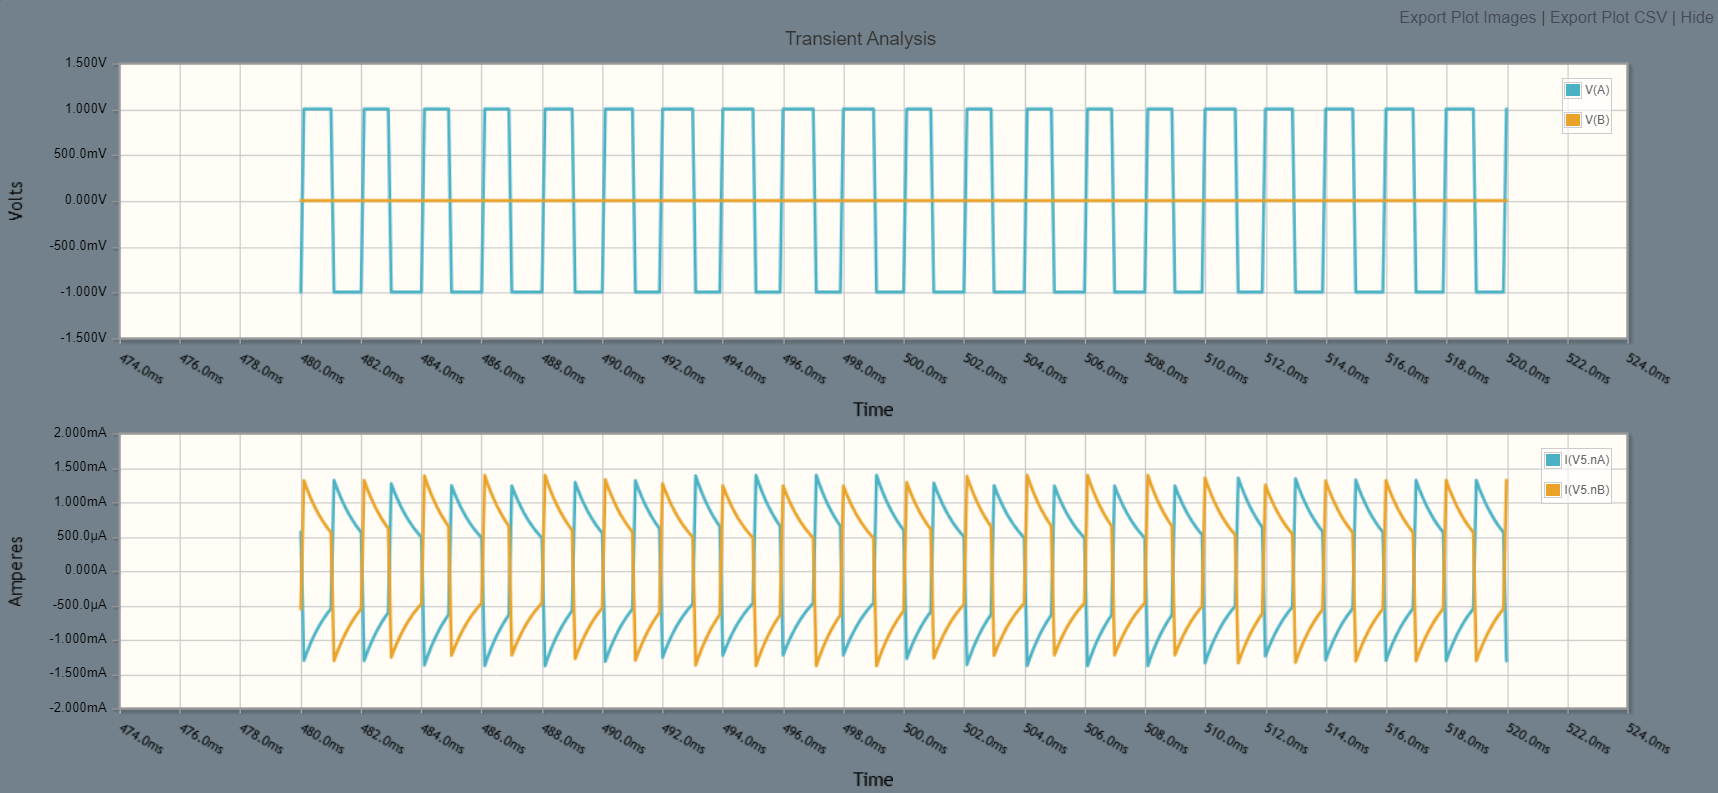 Export Plot Images | Export Plot CSV | Hide
Transient Analysis
1.500V
1.000V
500.0mV
0.000V
-500.0mV
-1.000V
-1.500V
Volts
V(A)
V(B)
474.0ms 476.0ms 478.0ms 480.0ms 482.0ms 484.0ms 486.0ms 488.0ms 490.0ms 492.0ms 494.0ms 496.0ms 498.0ms 500.0ms 502.0ms 504.0ms 506.0ms 508.0ms 510.0ms 512.0ms 514.0ms 516.0ms 518.0ms 520.0ms 522.0ms 524.0ms
Time
2.000mA
1.500mA
1.000mA
500.0µA
0.000A
-500.0µA
-1.000mA
-1.500mA
-2.000mA
Amperes
I(V5.nA)
I(V5.nB)
474.0ms 476.0ms 478.0ms 480.0ms 482.0ms 484.0ms 486.0ms 488.0ms 490.0ms 492.0ms 494.0ms 496.0ms 498.0ms 500.0ms 502.0ms 504.0ms 506.0ms 508.0ms 510.0ms 512.0ms 514.0ms 516.0ms 518.0ms 520.0ms 522.0ms 524.0ms
Time